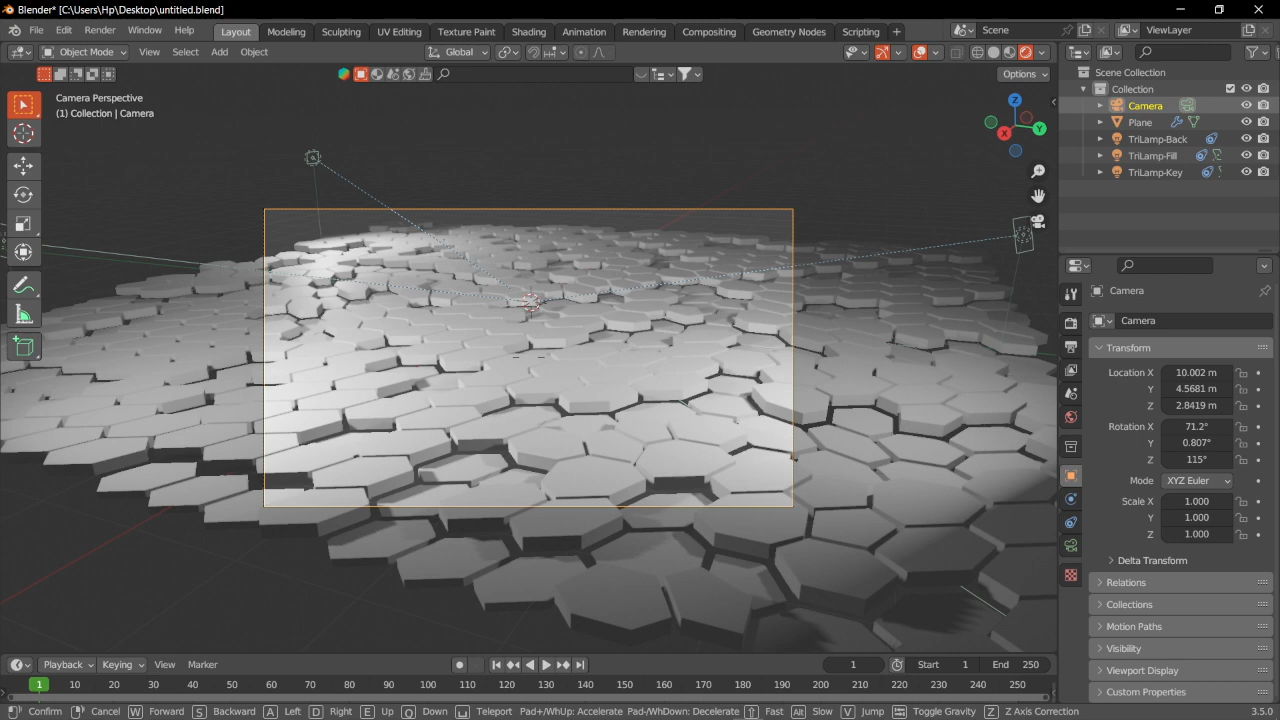 Blender* [C:\Users\Hp\Desktop\untitled.blend]
File Edit Render Window Help Layout Modeling Sculpting UV Editing Texture Paint Shading Animation Rendering Compositing Geometry Nodes Scripting + Scene ViewLayer
Object Mode View Select Add Object Global
Options
Camera Perspective
(1) Collection | Camera
Z
Y
X
Scene Collection
Collection
Camera
Plane
TriLamp-Back
TriLamp-Fill
TriLamp-Key
Camera
Camera
Transform
Location X 10.002 m
Y 4.5681 m
Z 2.8419 m
Rotation X 71.2°
Y 0.807°
Z 115°
Mode XYZ Euler
Scale X 1.000
Y 1.000
Z 1.000
Delta Transform
Relations
Collections
Motion Paths
Visibility
Viewport Display
Custom Properties
Playback Keying View Marker 1 Start 1 End 250
1 10 20 30 40 50 60 70 80 90 100 110 120 130 140 150 160 170 180 190 200 210 220 230 240 250
Confirm Cancel W Forward S Backward A Left D Right E Up Q Down Teleport Pad+/WhUp: Accelerate Pad-/WhDown: Decelerate Fast Alt Slow V Jump Toggle Gravity Z Z Axis Correction 3.5.0